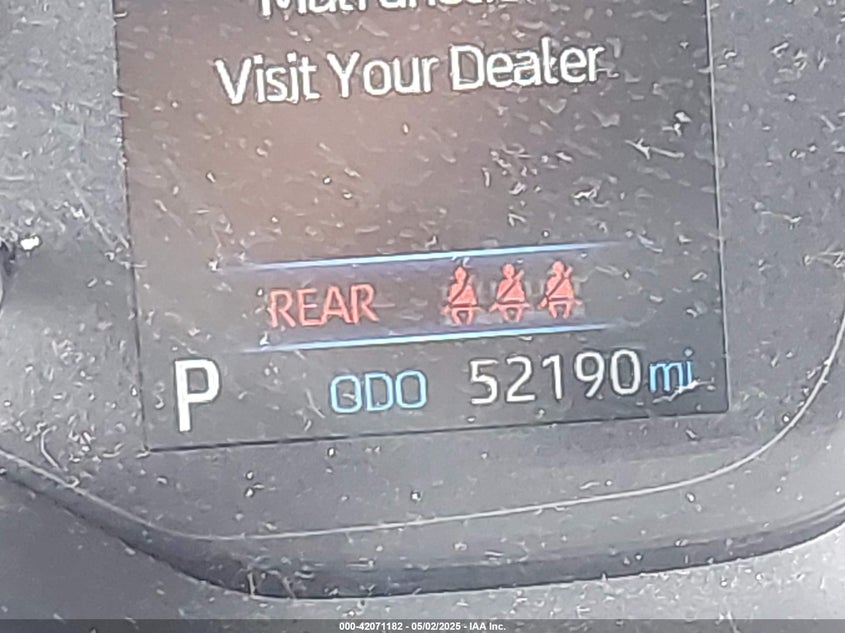 Visit Your Dealer
REAR
P ODO 52190 mi
000-42071182 - 05/02/2025 - IAA Inc.